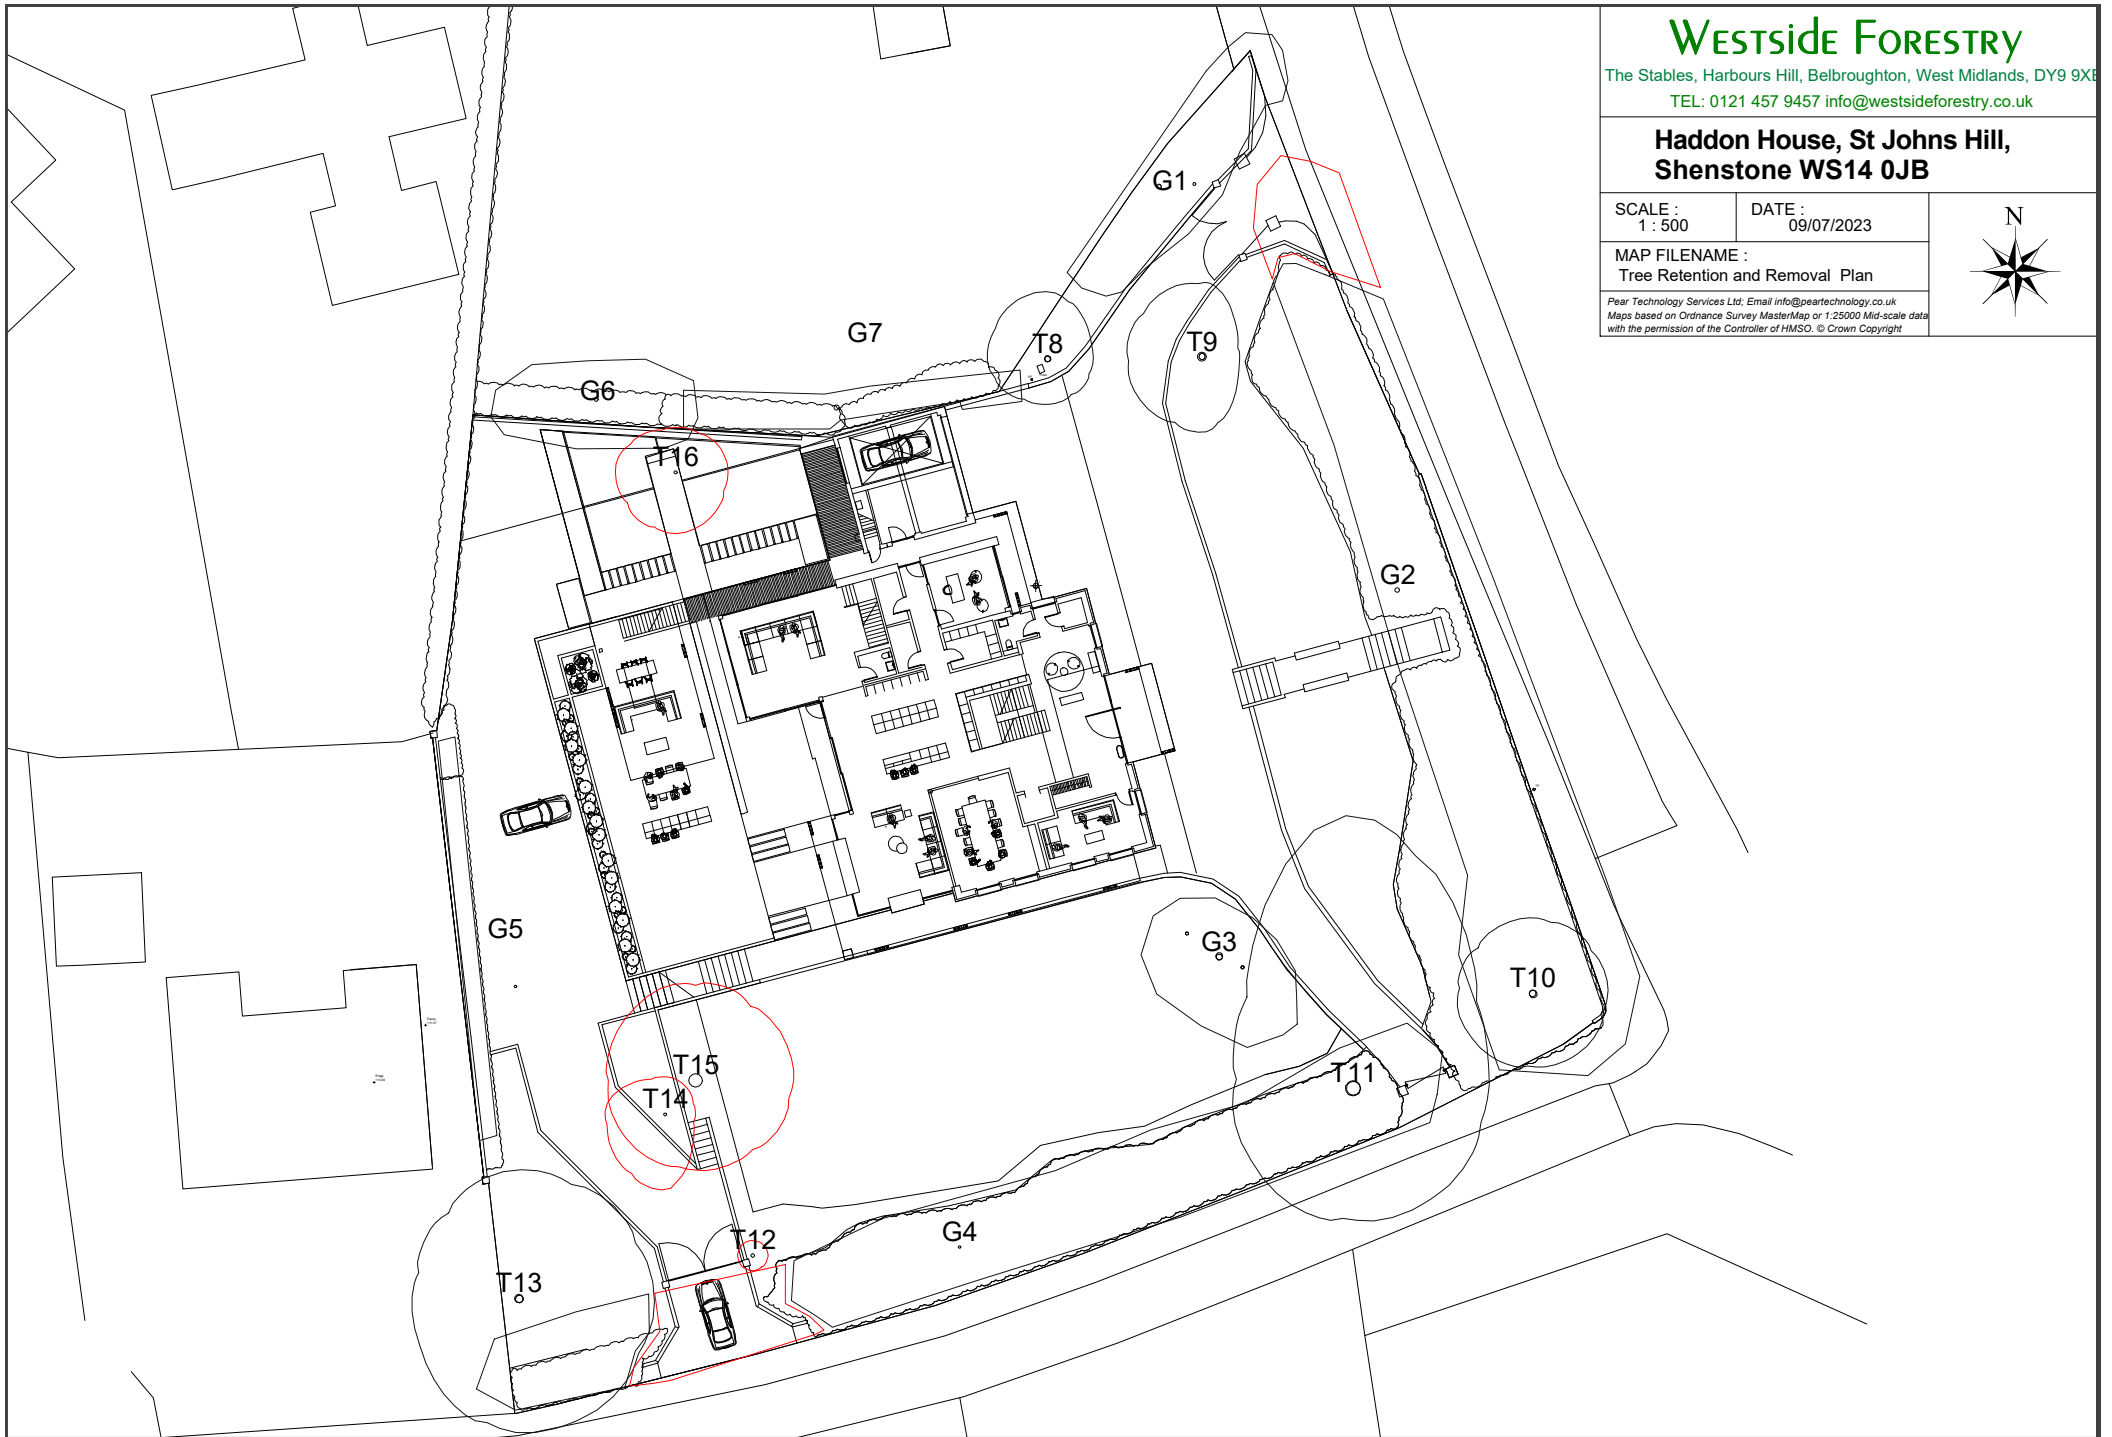 WESTSIDE FORESTRY
The Stables, Harbours Hill, Belbroughton, West Midlands, DY9 9XE
TEL: 0121 457 9457 info@westsideforestry.co.uk
Haddon House, St Johns Hill,
Shenstone WS14 0JB
SCALE :
1 : 500
DATE :
09/07/2023
MAP FILENAME :
Tree Retention and Removal Plan
Pear Technology Services Ltd; Email info@peartechnology.co.uk
Maps based on Ordnance Survey MasterMap or 1:25000 Mid-scale data
with the permission of the Controller of HMSO. © Crown Copyright
N
G1
G7
T8
T9
G6
T16
G2
G5
G3
T10
T15
T11
T14
T12
G4
T13